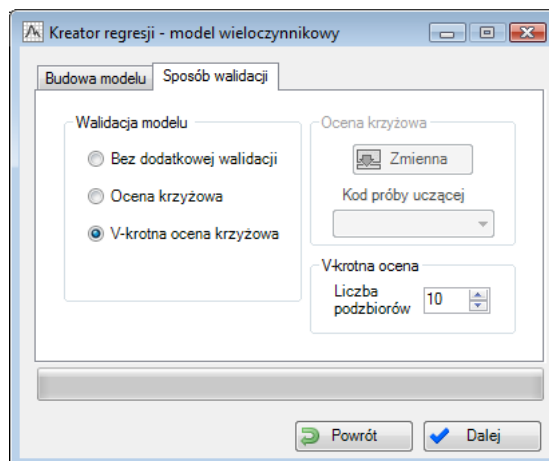 Kreator regresji - model wieloczynnikowy
Budowa modelu
Sposób walidacji
Walidacja modelu
Bez dodatkowej walidacji
Ocena krzyżowa
V-krotna ocena krzyżowa
Ocena krzyżowa
Zmienna
Kod próby uczącej
V-krotna ocena
Liczba
podzbiorów
10
Powrót
Dalej